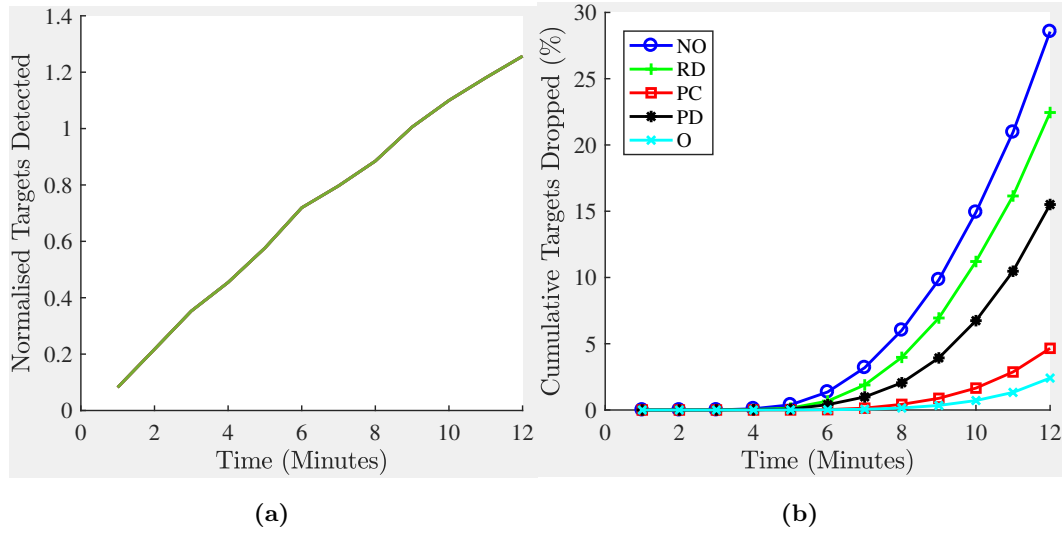 1.4
1.2
1
0.8
0.6
0.4
0.2
0
0 2 4 6 8 10 12
Normalised Targets Detected
Time (Minutes)
(a)
30
25
20
15
10
5
0
0 2 4 6 8 10 12
Cumulative Targets Dropped (%)
Time (Minutes)
NO
RD
PC
PD
O
(b)